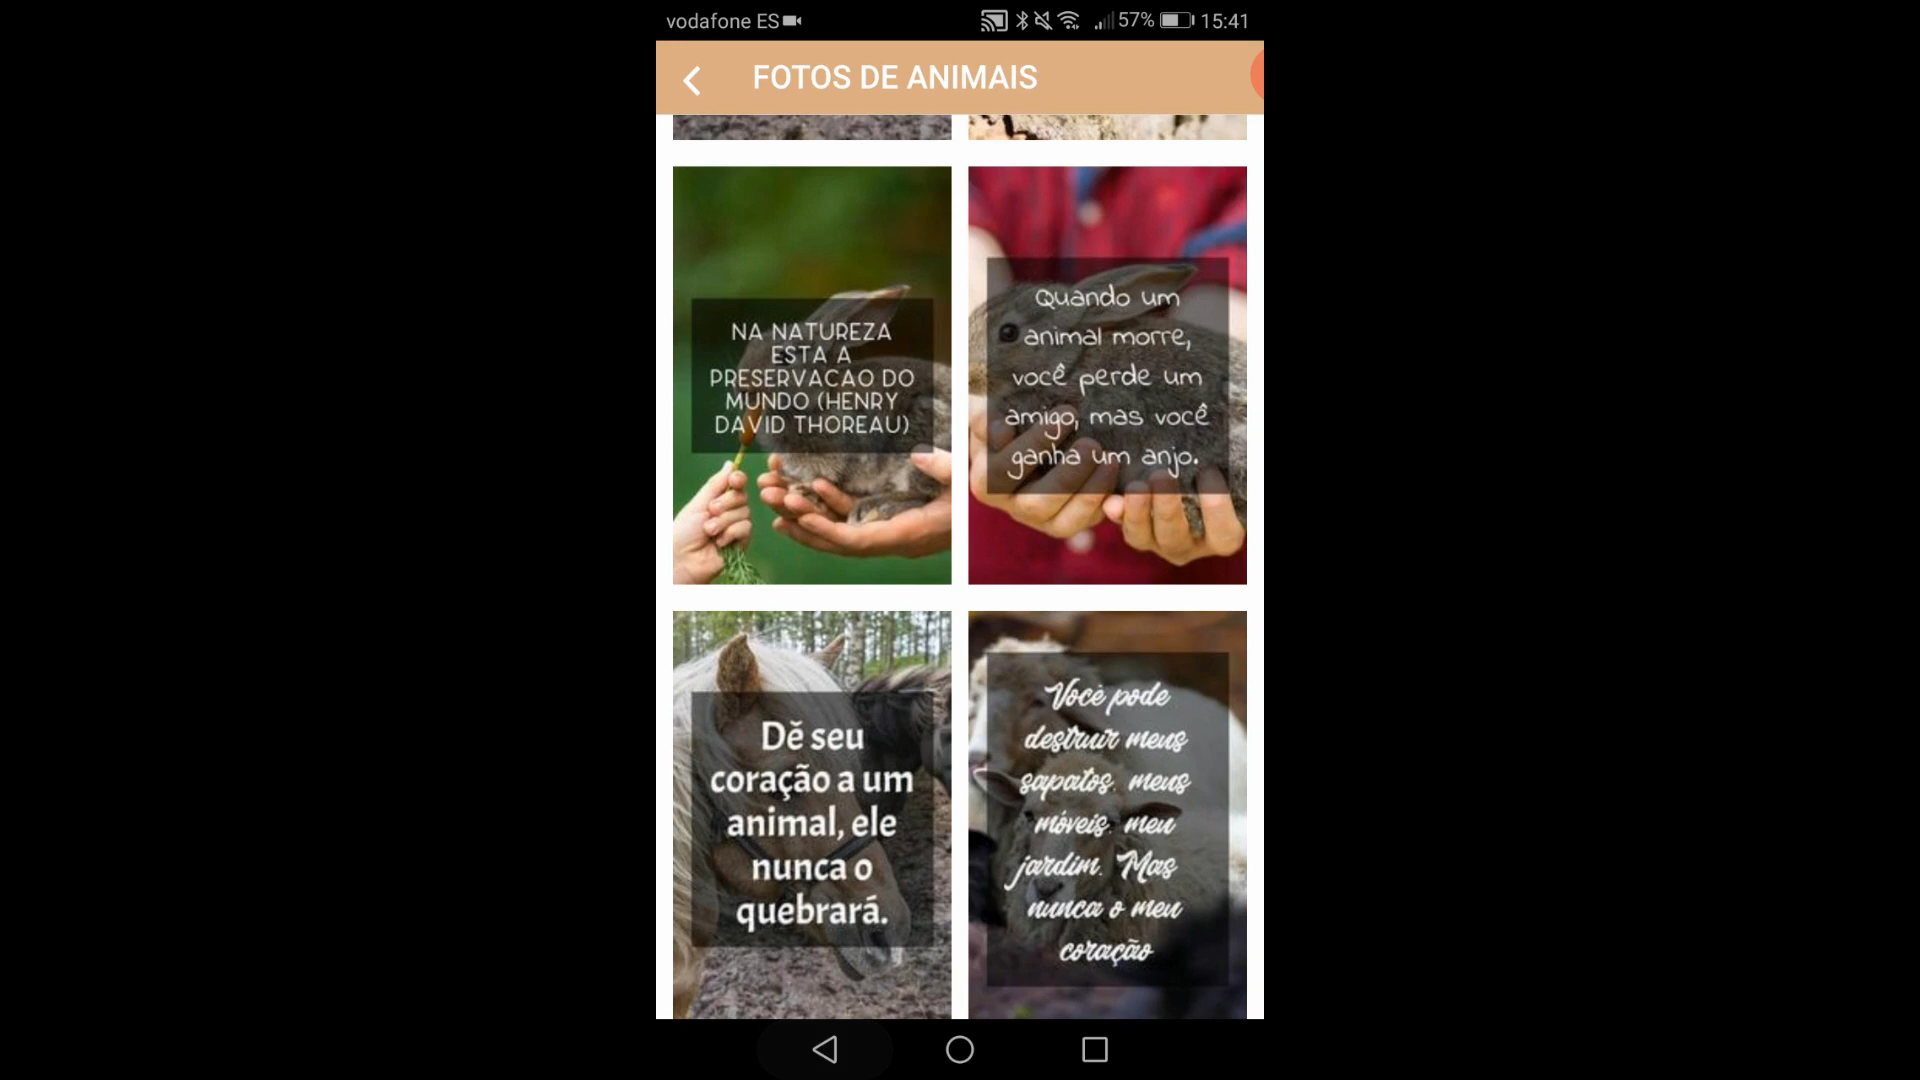 vodafone ES
57%
15:41
FOTOS DE ANIMAIS
NA NATUREZA
ESTA A
PRESERVACAO DO
MUNDO (HENRY
DAVID THOREAU)
Quando um
animal morre,
você perde um
amigo, mas você
ganha um anjo.
Dě seu
coração a um
animal, ele
nunca o
quebrará.
Você pode
destruir meus
sapatos. meus
móveis. meu
jardim. Mas
nunca o meu
coração